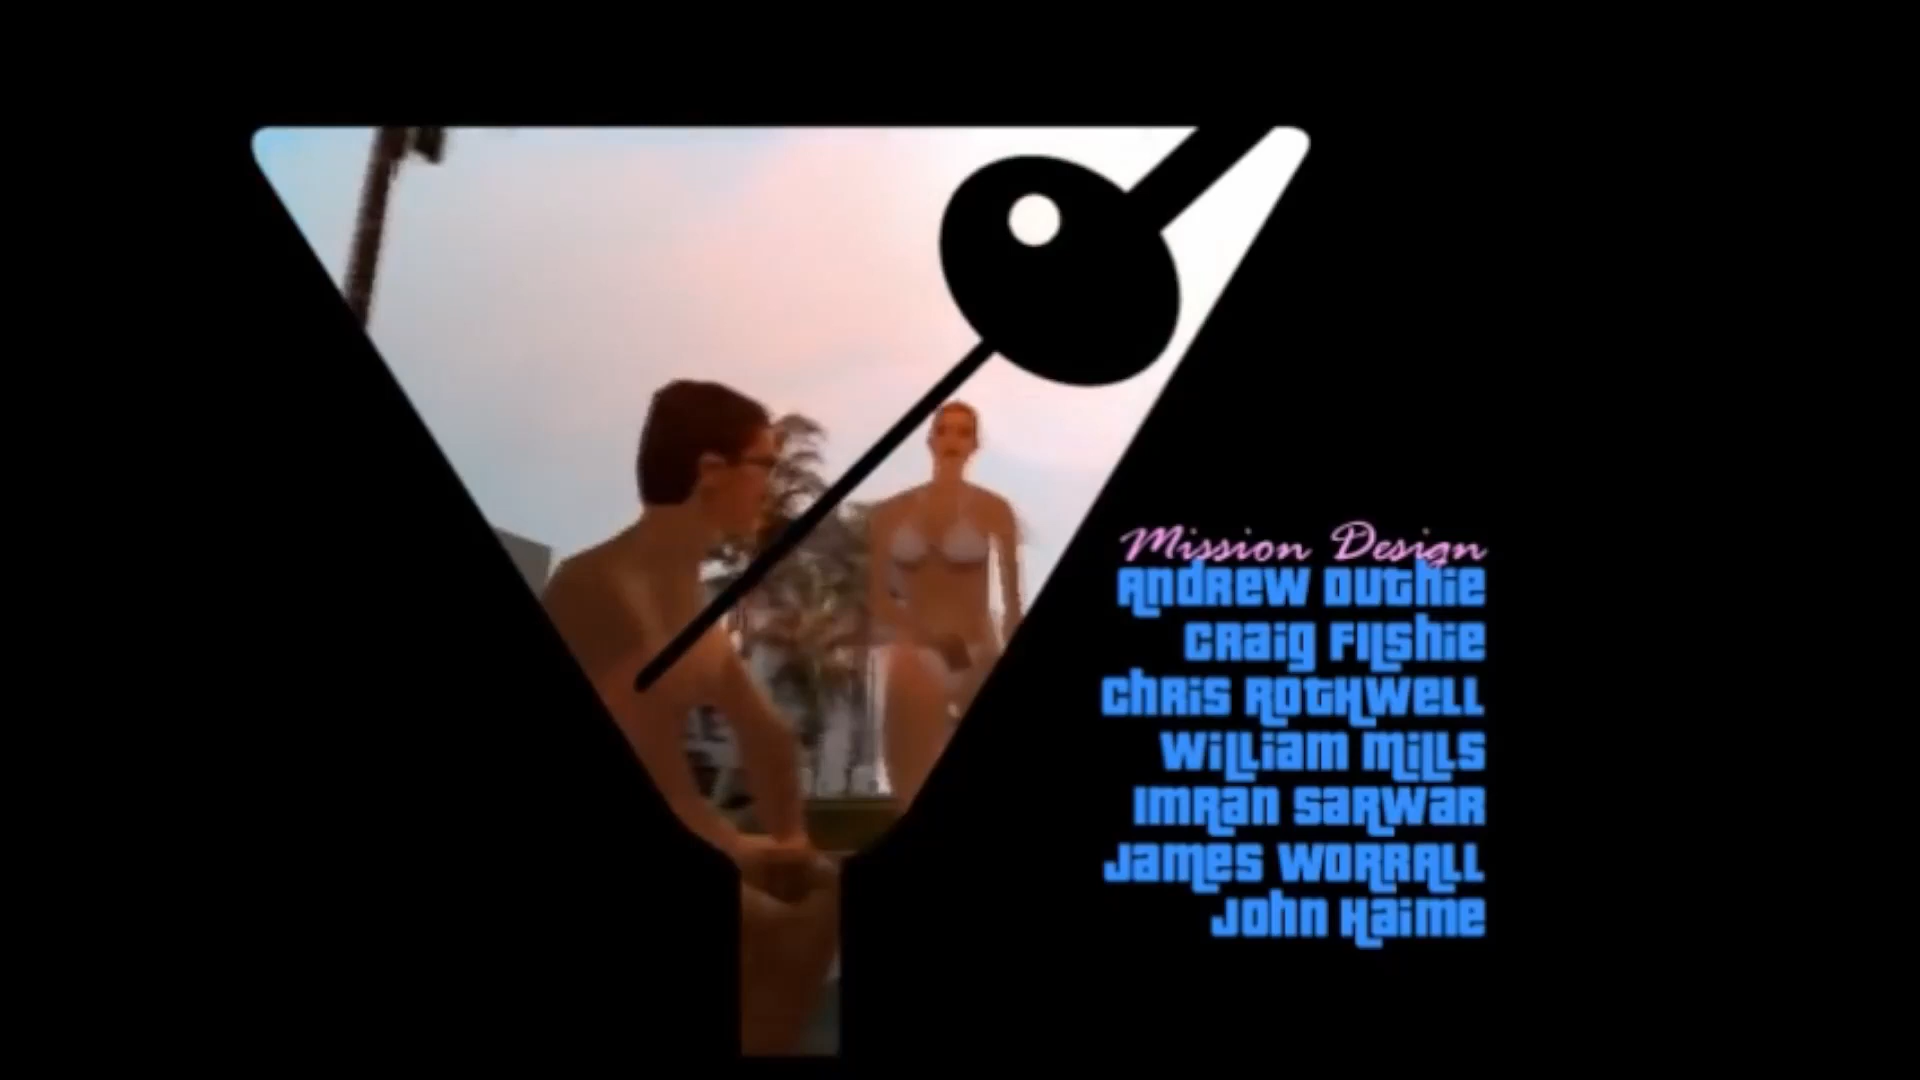 Mission Design
Andrew Duthie
Craig Filshie
Chris Rothwell
William Mills
Imran Sarwar
James Worrall
John Haime